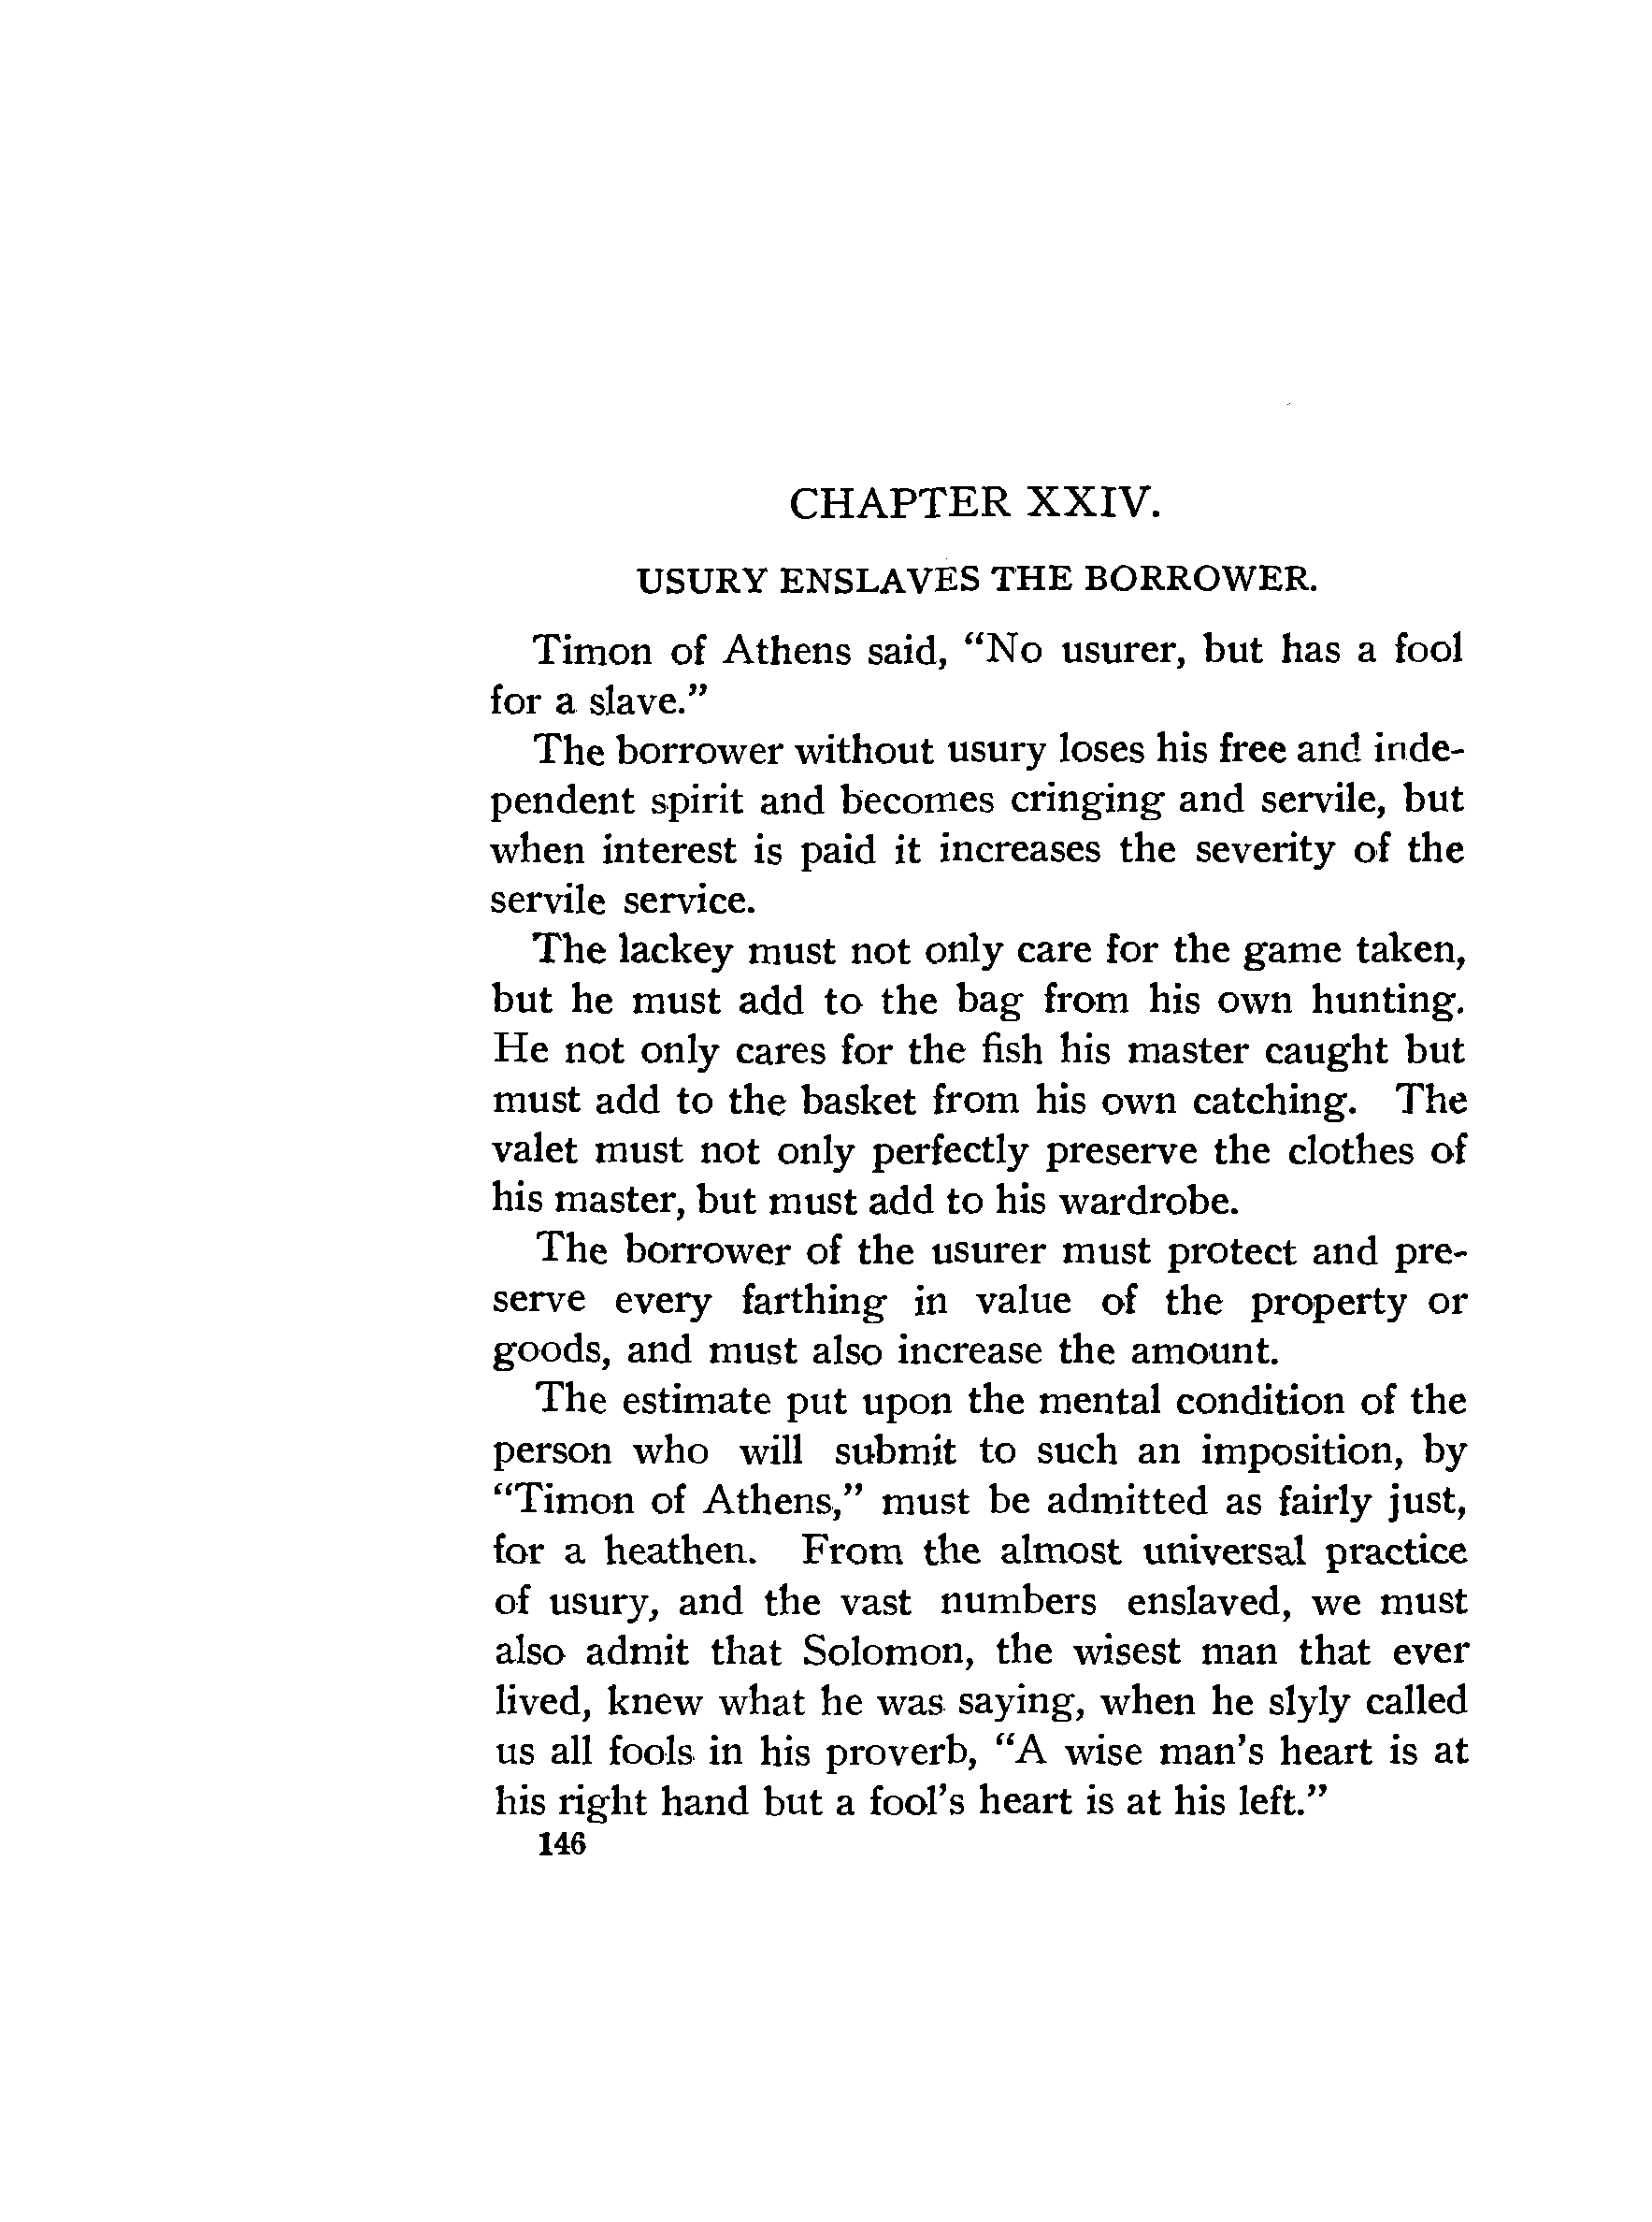 CHAPTER XXIV.
USURY ENSLAVES THE BORROWER.
Timon of Athens said, “No usurer, but has a fool
for a slave.”
The borrower without usury loses his free and inde-
pendent spirit and becomes cringing and servile, but
when interest is paid it increases the severity of the
servile service.
The lackey must not only care for the game taken,
but he must add to the bag from his own hunting.
He not only cares for the fish his master caught but
must add to the basket from his own catching. The
valet must not only perfectly preserve the clothes of
his master, but must add to his wardrobe.
The borrower of the usurer must protect and pre-
serve every farthing in value of the property or
goods, and must also increase the amount.
The estimate put upon the mental condition of the
person who will submit to such an imposition, by
“Timon of Athens,” must be admitted as fairly just,
for a heathen. From the almost universal practice
of usury, and the vast numbers enslaved, we must
also admit that Solomon, the wisest man that ever
lived, knew what he was saying, when he slyly called
us all fools in his proverb, “A wise man’s heart is at
his right hand but a fool’s heart is at his left.”
146